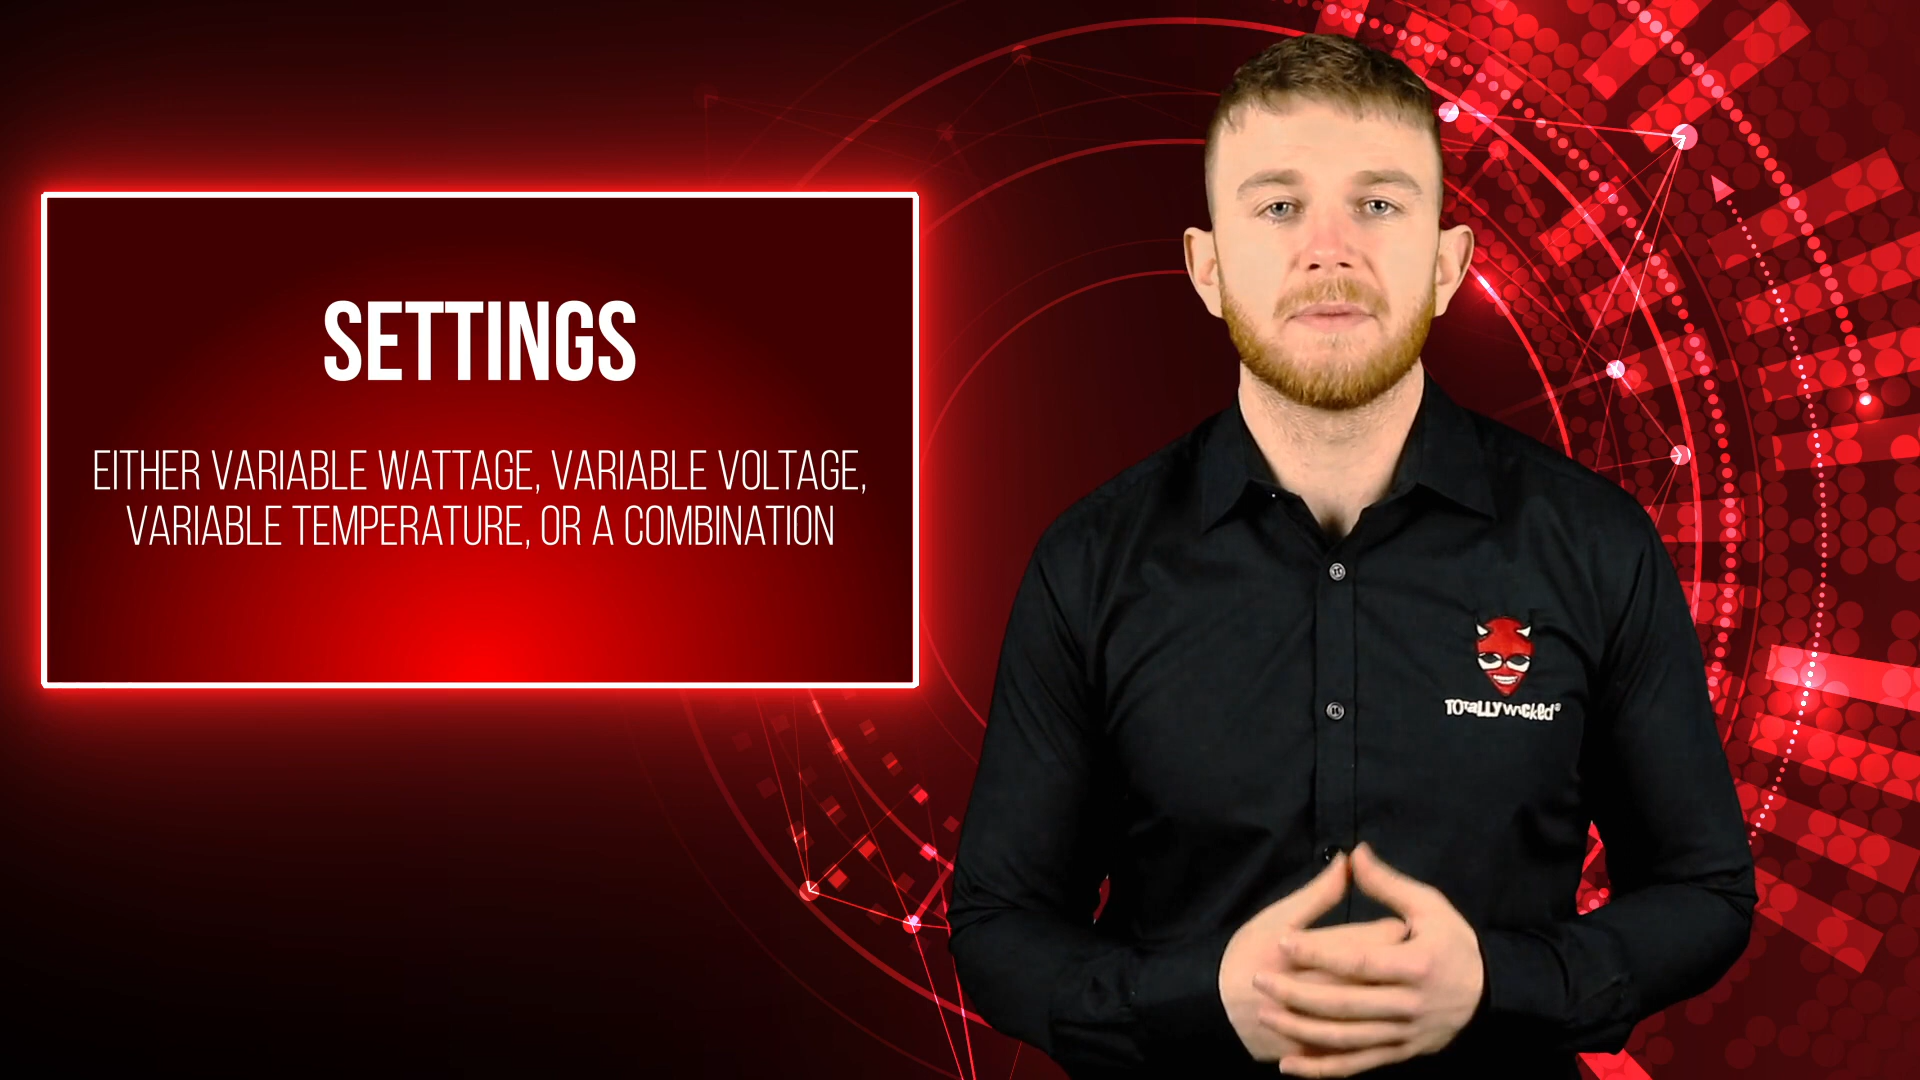 SETTINGS
EITHER VARIABLE WATTAGE, VARIABLE VOLTAGE,
VARIABLE TEMPERATURE, OR A COMBINATION
TOtaLLY wicked®